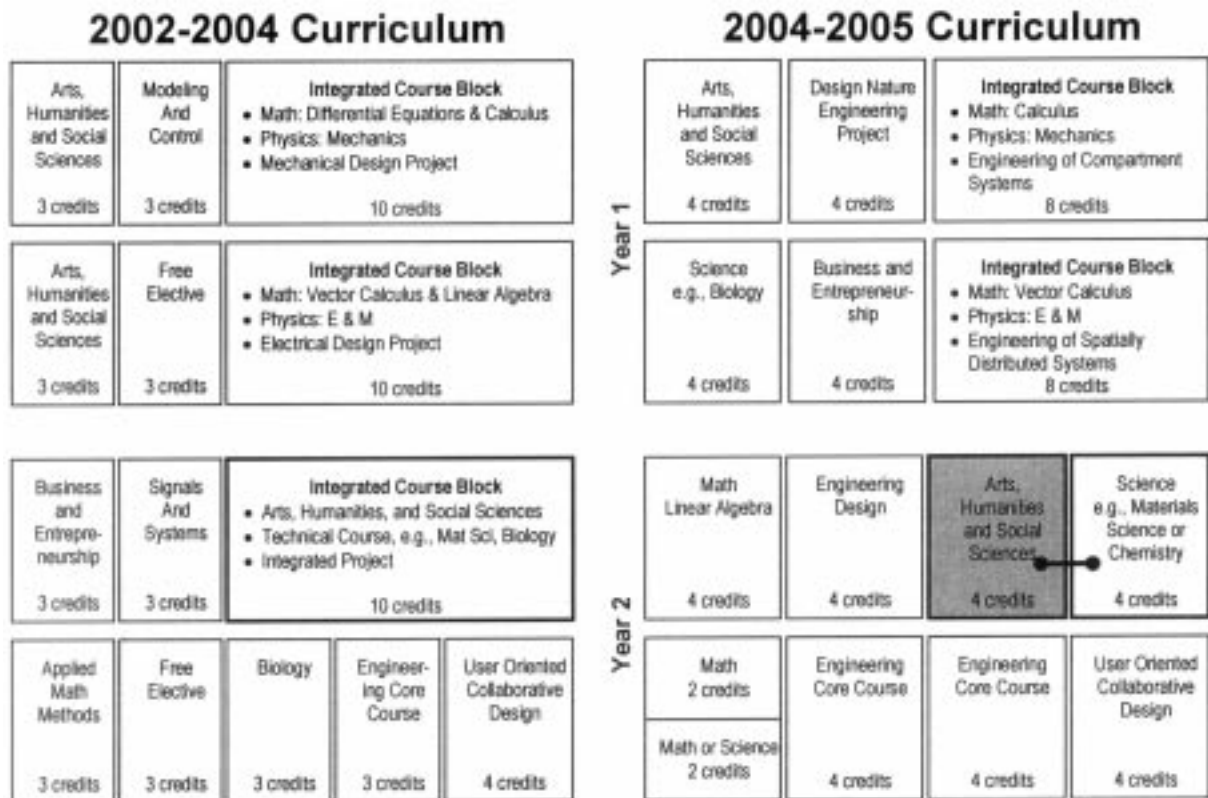 2002-2004 Curriculum
Arts,
Humanities
and Social
Sciences
3 credits
Modeling
And
Control
3 credits
Integrated Course Block
• Math: Differential Equations & Calculus
• Physics: Mechanics
• Mechanical Design Project
10 credits
Arts,
Humanities
and Social
Sciences
3 credits
Free
Elective
3 credits
Integrated Course Block
• Math: Vector Calculus & Linear Algebra
• Physics: E & M
• Electrical Design Project
10 credits
Business
and
Entrepre-
neurship
3 credits
Signals
And
Systems
3 credits
Integrated Course Block
• Arts, Humanities, and Social Sciences
• Technical Course, e.g., Mat Sci, Biology
• Integrated Project
10 credits
Applied
Math
Methods
3 credits
Free
Elective
3 credits
Biology
3 credits
Engineer-
ing Core
Course
3 credits
User Oriented
Collaborative
Design
4 credits
2004-2005 Curriculum
Year 1
Arts,
Humanities
and Social
Sciences
4 credits
Design Nature
Engineering
Project
4 credits
Integrated Course Block
• Math: Calculus
• Physics: Mechanics
• Engineering of Compartment
Systems
8 credits
Science
e.g., Biology
4 credits
Business and
Entrepreneur-
ship
4 credits
Integrated Course Block
• Math: Vector Calculus
• Physics: E & M
• Engineering of Spatially
Distributed Systems
8 credits
Year 2
Math
Linear Algebra
4 credits
Engineering
Design
4 credits
Arts,
Humanities
and Social
Sciences
4 credits
Science
e.g., Materials
Science or
Chemistry
4 credits
Math
2 credits
Math or Science
2 credits
Engineering
Core Course
4 credits
Engineering
Core Course
4 credits
User Oriented
Collaborative
Design
4 credits